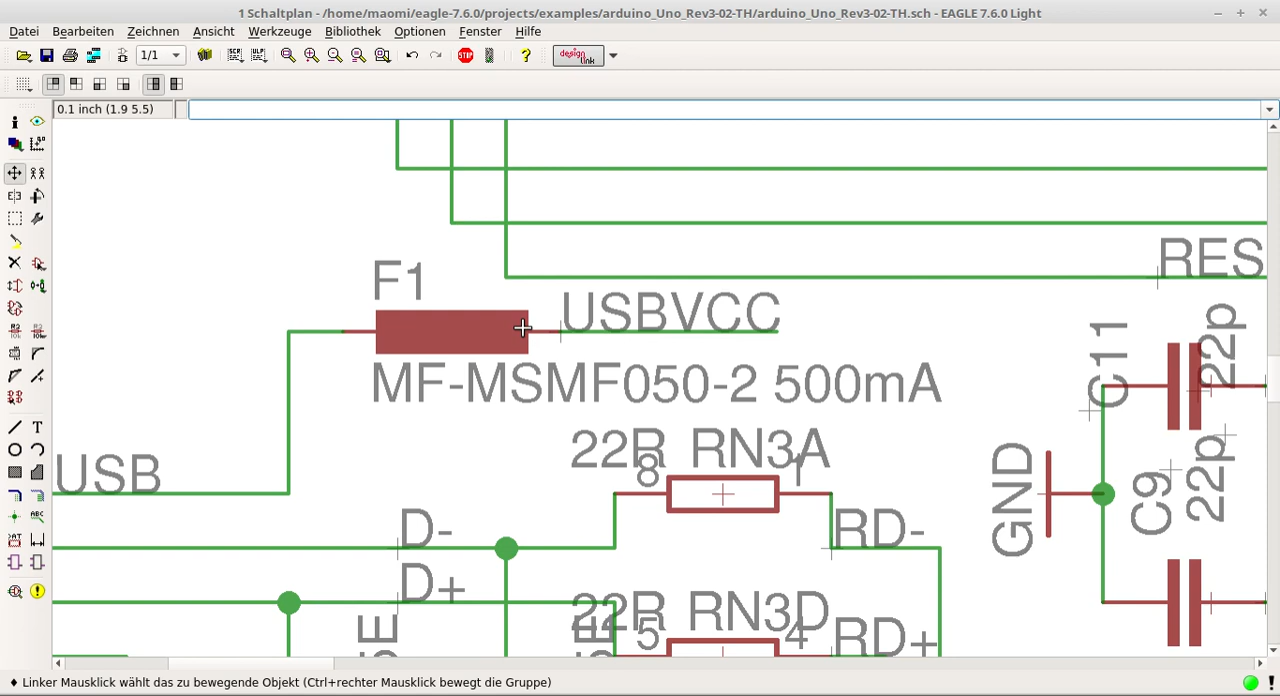 1 Schaltplan - /home/maomi/eagle-7.6.0/projects/examples/arduino_Uno_Rev3-02-TH/arduino_Uno_Rev3-02-TH.sch - EAGLE 7.6.0 Light
Datei Bearbeiten Zeichnen Ansicht Werkzeuge Bibliothek Optionen Fenster Hilfe
1/1
STOP
design link
0.1 inch (1.9 5.5)
RES
F1
USBVCC
MF-MSMF050-2 500mA
C11
22p
22R RN3A
8
1
USB
GND
C9
22p
D-
RD-
D+
22R RN3D
5
4
RD+
♦ Linker Mausklick wählt das zu bewegende Objekt (Ctrl+rechter Mausklick bewegt die Gruppe)